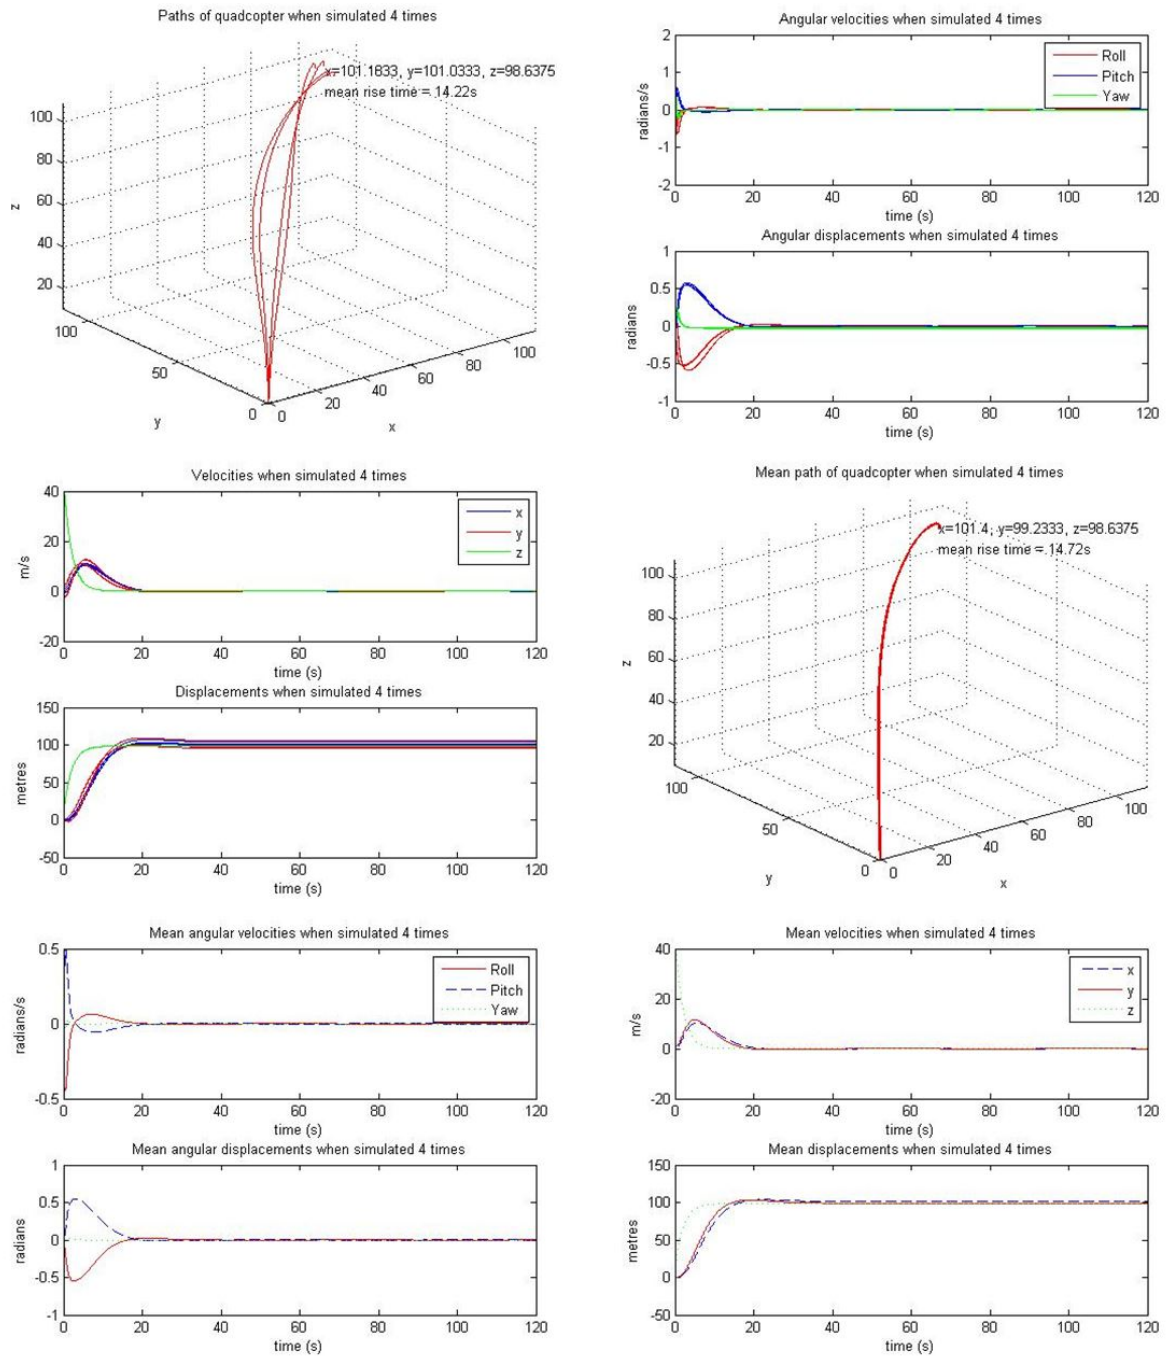 Paths of quadcopter when simulated 4 times
x=101.1833, y=101.0333, z=98.6375
mean rise time = 14.22s
100
80
60
40
20
z
100
50
0
y
0
20
40
60
80
100
x
Angular velocities when simulated 4 times
2
1
0
-1
-2
radians/s
Roll
Pitch
Yaw
0 20 40 60 80 100 120
time (s)
Angular displacements when simulated 4 times
1
0.5
0
-0.5
-1
radians
0 20 40 60 80 100 120
time (s)
Velocities when simulated 4 times
40
20
0
-20
m/s
x
y
z
0 20 40 60 80 100 120
time (s)
Displacements when simulated 4 times
150
100
50
0
-50
metres
0 20 40 60 80 100 120
time (s)
Mean path of quadcopter when simulated 4 times
x=101.4, y=99.2333, z=98.6375
mean rise time = 14.72s
100
80
60
40
20
z
100
50
0
y
0
20
40
60
80
100
x
Mean angular velocities when simulated 4 times
0.5
0
-0.5
radians/s
Roll
Pitch
Yaw
0 20 40 60 80 100 120
time (s)
Mean angular displacements when simulated 4 times
1
0.5
0
-0.5
-1
radians
0 20 40 60 80 100 120
time (s)
Mean velocities when simulated 4 times
40
20
0
-20
m/s
x
y
z
0 20 40 60 80 100 120
time (s)
Mean displacements when simulated 4 times
150
100
50
0
-50
metres
0 20 40 60 80 100 120
time (s)